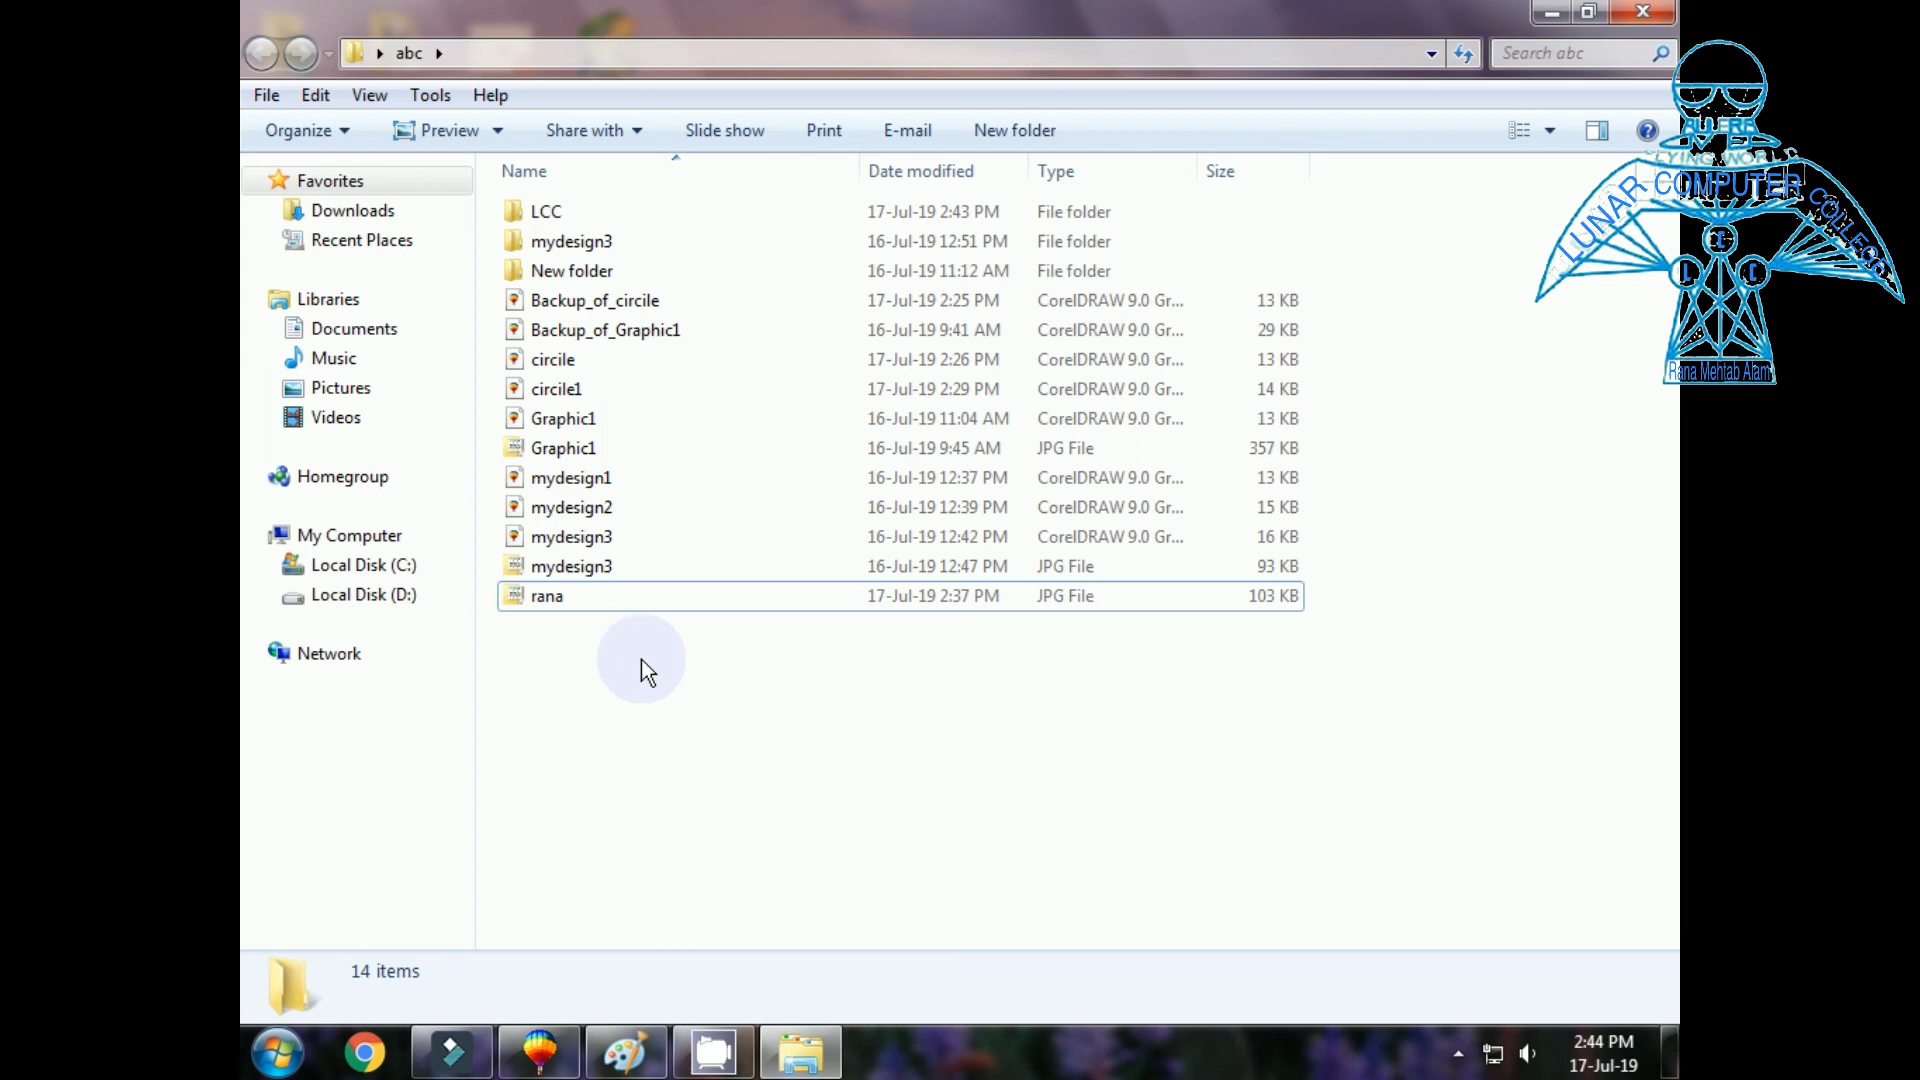 abc
Search abc
File Edit View Tools Help
Organize Preview Share with Slide show Print E-mail New folder
Name Date modified Type Size
Favorites
Downloads
Recent Places
Libraries
Documents
Music
Pictures
Videos
Homegroup
My Computer
Local Disk (C:)
Local Disk (D:)
Network
LCC 17-Jul-19 2:43 PM File folder
mydesign3 16-Jul-19 12:51 PM File folder
New folder 16-Jul-19 11:12 AM File folder
Backup_of_circile 17-Jul-19 2:25 PM CorelDRAW 9.0 Gr... 13 KB
Backup_of_Graphic1 16-Jul-19 9:41 AM CorelDRAW 9.0 Gr... 29 KB
circile 17-Jul-19 2:26 PM CorelDRAW 9.0 Gr... 13 KB
circile1 17-Jul-19 2:29 PM CorelDRAW 9.0 Gr... 14 KB
Graphic1 16-Jul-19 11:04 AM CorelDRAW 9.0 Gr... 13 KB
Graphic1 16-Jul-19 9:45 AM JPG File 357 KB
mydesign1 16-Jul-19 12:37 PM CorelDRAW 9.0 Gr... 13 KB
mydesign2 16-Jul-19 12:39 PM CorelDRAW 9.0 Gr... 15 KB
mydesign3 16-Jul-19 12:42 PM CorelDRAW 9.0 Gr... 16 KB
mydesign3 16-Jul-19 12:47 PM JPG File 93 KB
rana 17-Jul-19 2:37 PM JPG File 103 KB
14 items
2:44 PM
17-Jul-19
LUNAR COMPUTER COLLEGE
Rana Mehtab Alam